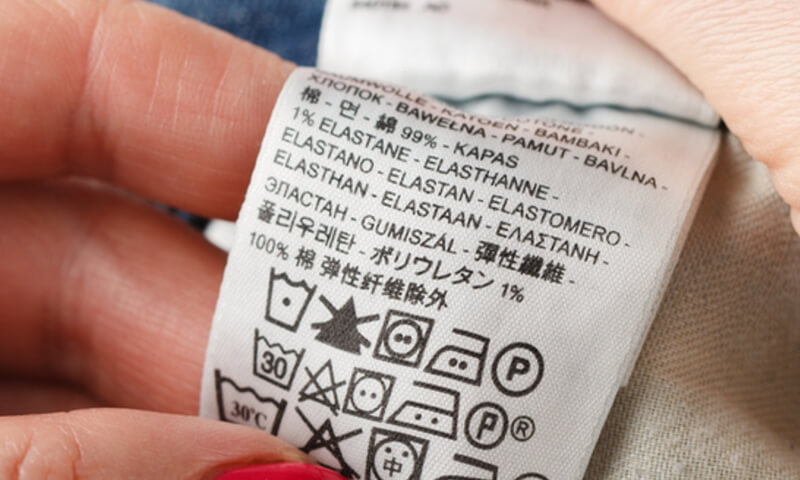 BAUMWOLLE - KATOEN - BAMBAKI -
ХЛОПОК - BAWEŁNA - PAMUT - BAVLNA -
棉 - 면 - 綿 99% - KAPAS
1% ELASTANE - ELASTHANNE -
ELASTANO - ELASTAN - ELASTOMERO -
ELASTHAN - ELASTAAN - ΕΛΑΣΤΑΝΗ -
ЭЛАСТАН - GUMISZÁL - 彈性纖維 -
폴리우레탄 - ポリウレタン 1%
100% 棉 弹性纤维除外
P
30
P ®
30°C
中